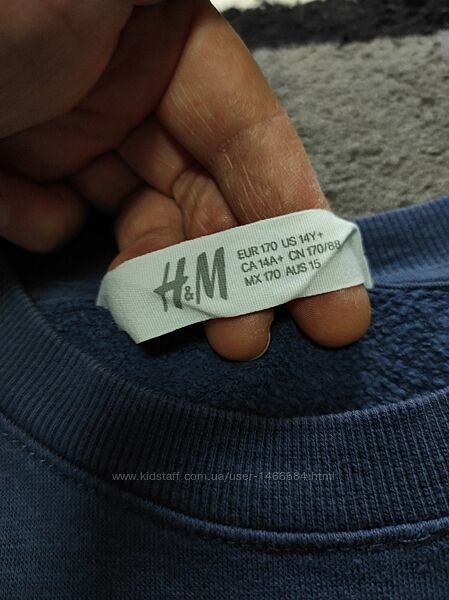 H&M
EUR 170 US 14Y+
CA 14A+ CN 170/88
MX 170 AUS 15
www.kidstaff.com.ua/user-1466684.html